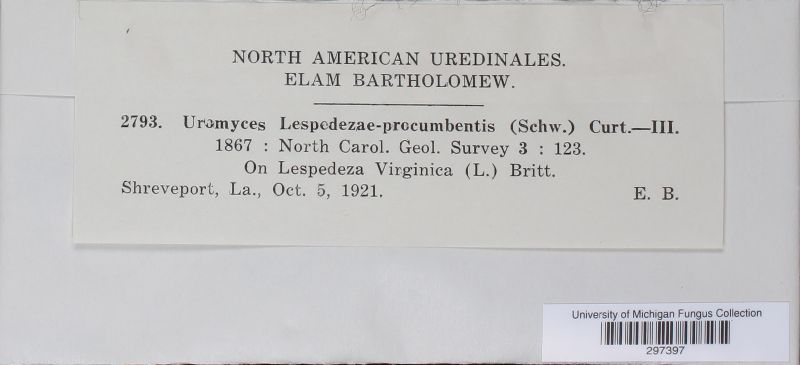 NORTH AMERICAN UREDINALES.
ELAM BARTHOLOMEW.
2793. Uromyces Lespedezae-procumbentis (Schw.) Curt.—III.
1867 : North Carol. Geol. Survey 3 : 123.
On Lespedeza Virginica (L.) Britt.
Shreveport, La., Oct. 5, 1921. E. B.
University of Michigan Fungus Collection
297397